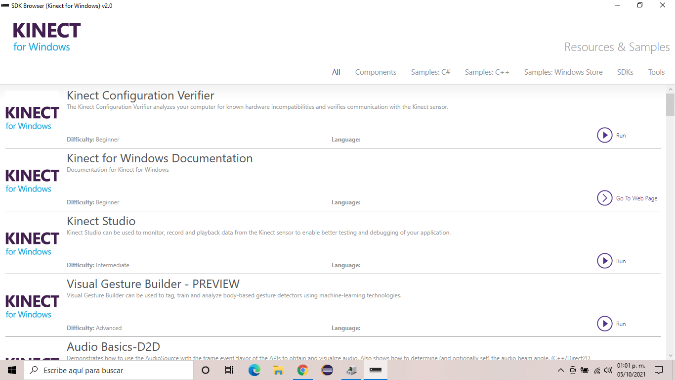 SDK Browser (Kinect for Windows) v2.0
KINECT
for Windows
Resources & Samples
All Components Samples: C# Samples: C++ Samples: Windows Store SDKs Tools
Kinect Configuration Verifier
The Kinect Configuration Verifier analyzes your computer for known hardware incompatibilities and verifies communication with the Kinect sensor.
KINECT
for Windows
Difficulty: Beginner Language: Run
Kinect for Windows Documentation
Documentation for Kinect for Windows
KINECT
for Windows
Difficulty: Beginner Language: Go To Web Page
Kinect Studio
Kinect Studio can be used to monitor, record and playback data from the Kinect sensor to enable better testing and debugging of your application.
KINECT
for Windows
Difficulty: Intermediate Language: Run
Visual Gesture Builder - PREVIEW
Visual Gesture Builder can be used to tag, train and analyze body-based gesture detectors using machine-learning technologies.
KINECT
for Windows
Difficulty: Advanced Language: Run
Audio Basics-D2D
Demonstrates how to use the AudioSource with the frame event flavor of the APIs to obtain and visualize audio. Also shows how to determine (and optionally set) the audio beam angle. (C++/Direct2D)
Escribe aquí para buscar
01:01 p. m.
05/10/2021